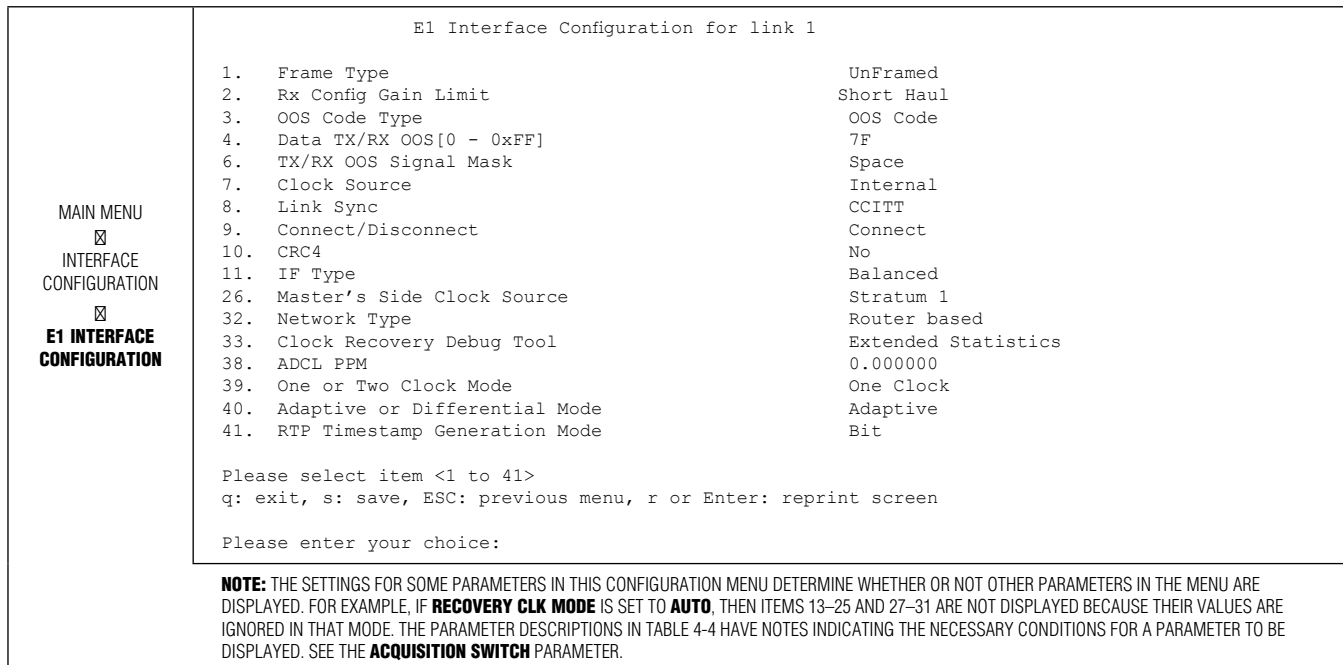 MAIN MENU
INTERFACE
CONFIGURATION
E1 INTERFACE
CONFIGURATION
E1 Interface Configuration for link 1
1. Frame Type UnFramed
2. Rx Config Gain Limit Short Haul
3. OOS Code Type OOS Code
4. Data TX/RX OOS[0 - 0xFF] 7F
6. TX/RX OOS Signal Mask Space
7. Clock Source Internal
8. Link Sync CCITT
9. Connect/Disconnect Connect
10. CRC4 No
11. IF Type Balanced
26. Master's Side Clock Source Stratum 1
32. Network Type Router based
33. Clock Recovery Debug Tool Extended Statistics
38. ADCL PPM 0.000000
39. One or Two Clock Mode One Clock
40. Adaptive or Differential Mode Adaptive
41. RTP Timestamp Generation Mode Bit
Please select item <1 to 41>
q: exit, s: save, ESC: previous menu, r or Enter: reprint screen
Please enter your choice:
NOTE: THE SETTINGS FOR SOME PARAMETERS IN THIS CONFIGURATION MENU DETERMINE WHETHER OR NOT OTHER PARAMETERS IN THE MENU ARE
DISPLAYED. FOR EXAMPLE, IF RECOVERY CLK MODE IS SET TO AUTO, THEN ITEMS 13–25 AND 27–31 ARE NOT DISPLAYED BECAUSE THEIR VALUES ARE
IGNORED IN THAT MODE. THE PARAMETER DESCRIPTIONS IN TABLE 4-4 HAVE NOTES INDICATING THE NECESSARY CONDITIONS FOR A PARAMETER TO BE
DISPLAYED. SEE THE ACQUISITION SWITCH PARAMETER.